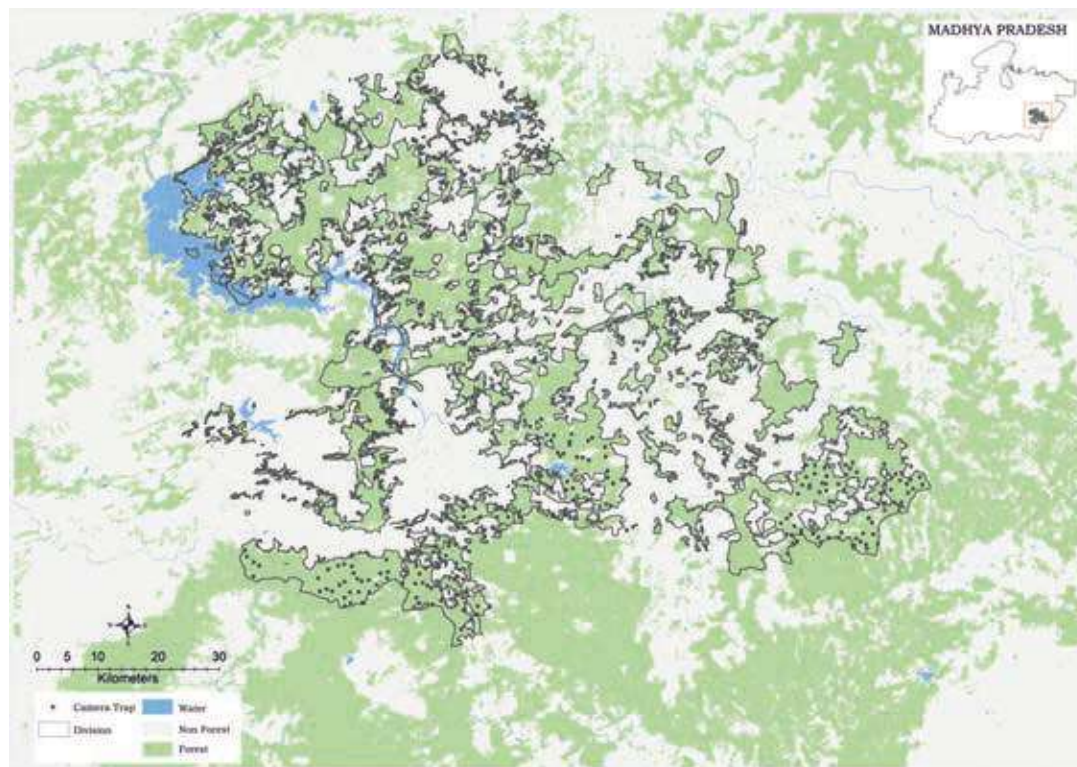 MADHYA PRADESH
0 5 10 20 30
Kilometers
Camera Trap
Water
Division
Non Forest
Forest